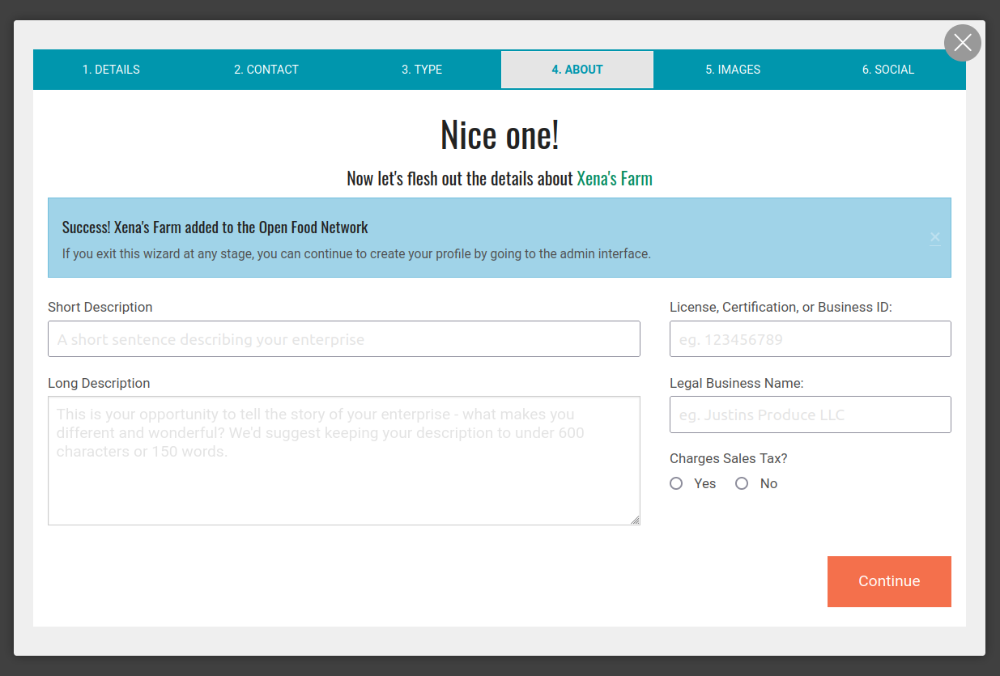 1. DETAILS
2. CONTACT
3. TYPE
4. ABOUT
5. IMAGES
6. SOCIAL
Nice one!
Now let's flesh out the details about Xena's Farm
Success! Xena's Farm added to the Open Food Network
If you exit this wizard at any stage, you can continue to create your profile by going to the admin interface.
Short Description
A short sentence describing your enterprise
Long Description
This is your opportunity to tell the story of your enterprise - what makes you
different and wonderful? We'd suggest keeping your description to under 600
characters or 150 words.
License, Certification, or Business ID:
eg. 123456789
Legal Business Name:
eg. Justins Produce LLC
Charges Sales Tax?
Yes
No
Continue